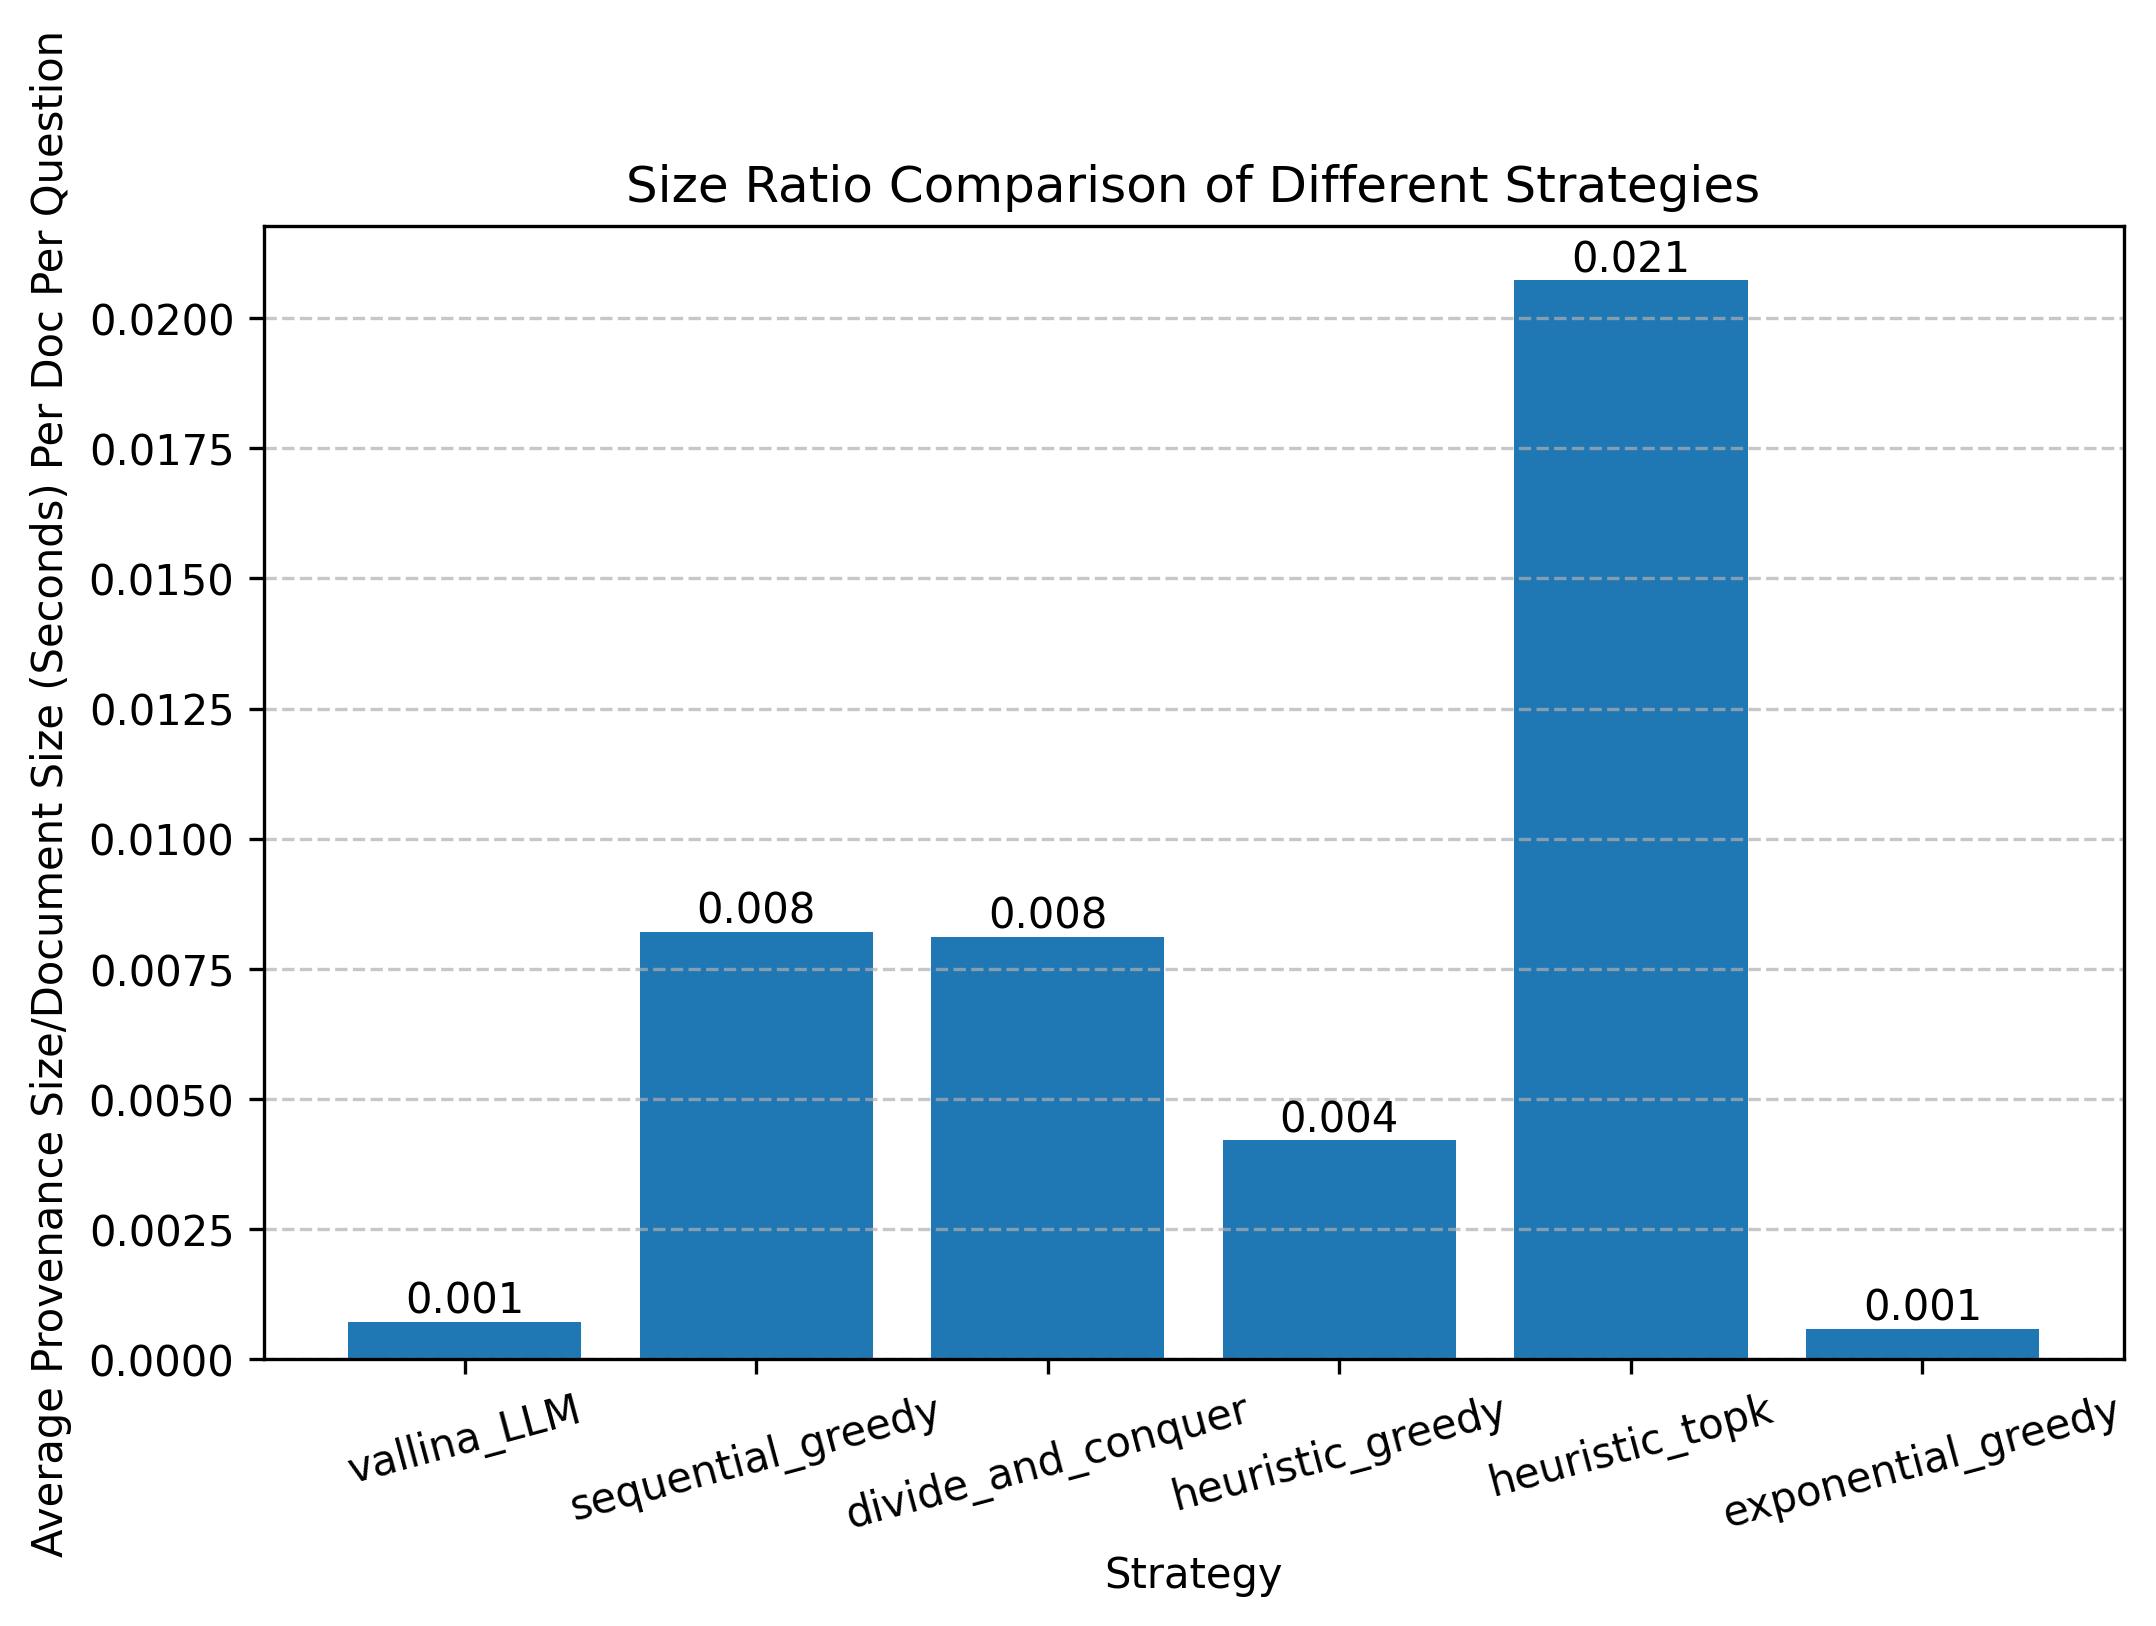 Size Ratio Comparison of Different Strategies
Average Provenance Size/Document Size (Seconds) Per Doc Per Question
0.0200
0.0175
0.0150
0.0125
0.0100
0.0075
0.0050
0.0025
0.0000
0.001
0.008
0.008
0.004
0.021
0.001
vallina_LLM
sequential_greedy
divide_and_conquer
heuristic_greedy
heuristic_topk
exponential_greedy
Strategy